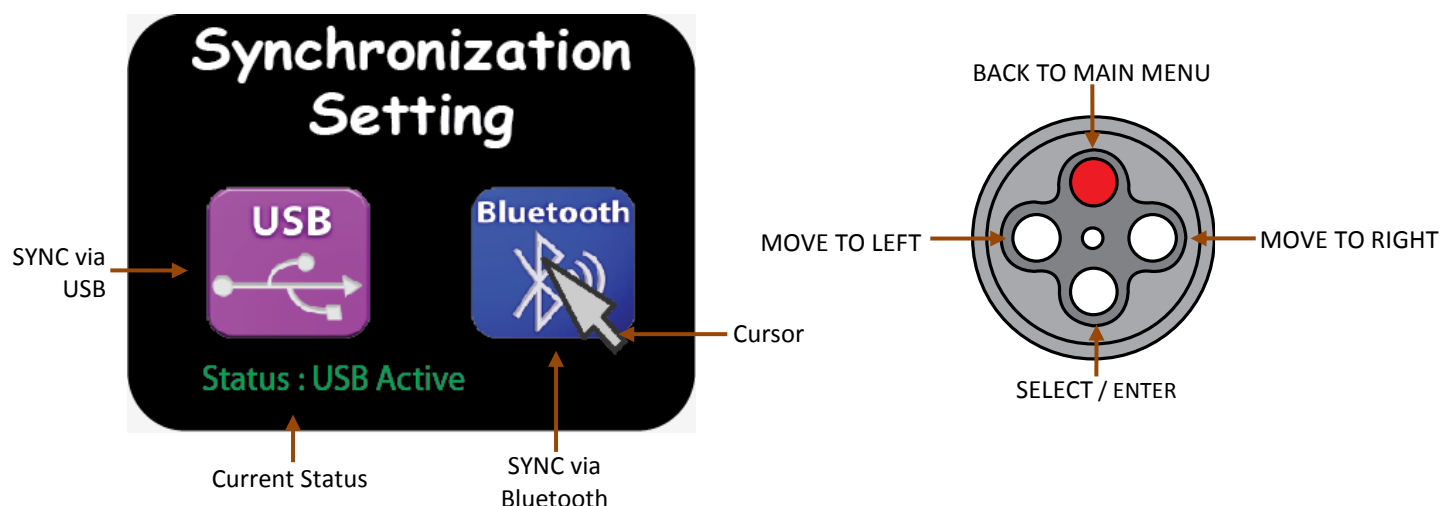 Synchronization
Setting
USB
Bluetooth
Status : USB Active
SYNC via
USB
Cursor
Current Status
SYNC via
Bluetooth
BACK TO MAIN MENU
MOVE TO LEFT
MOVE TO RIGHT
SELECT / ENTER